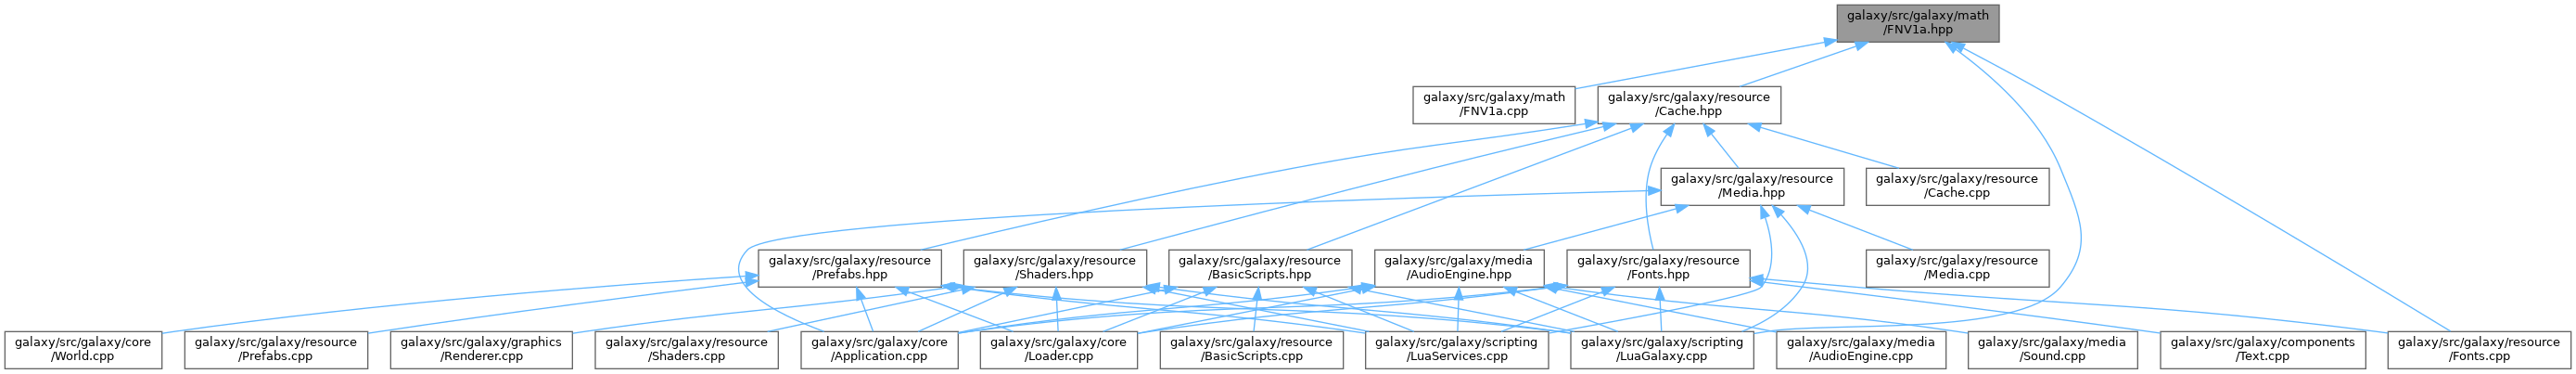 galaxy/src/galaxy/math
/FNV1a.hpp
galaxy/src/galaxy/math
/FNV1a.cpp
galaxy/src/galaxy/resource
/Cache.hpp
galaxy/src/galaxy/resource
/Media.hpp
galaxy/src/galaxy/resource
/Cache.cpp
galaxy/src/galaxy/resource
/Prefabs.hpp
galaxy/src/galaxy/resource
/Shaders.hpp
galaxy/src/galaxy/resource
/BasicScripts.hpp
galaxy/src/galaxy/media
/AudioEngine.hpp
galaxy/src/galaxy/resource
/Fonts.hpp
galaxy/src/galaxy/resource
/Media.cpp
galaxy/src/galaxy/core
/World.cpp
galaxy/src/galaxy/resource
/Prefabs.cpp
galaxy/src/galaxy/graphics
/Renderer.cpp
galaxy/src/galaxy/resource
/Shaders.cpp
galaxy/src/galaxy/core
/Application.cpp
galaxy/src/galaxy/core
/Loader.cpp
galaxy/src/galaxy/resource
/BasicScripts.cpp
galaxy/src/galaxy/scripting
/LuaServices.cpp
galaxy/src/galaxy/scripting
/LuaGalaxy.cpp
galaxy/src/galaxy/media
/AudioEngine.cpp
galaxy/src/galaxy/media
/Sound.cpp
galaxy/src/galaxy/components
/Text.cpp
galaxy/src/galaxy/resource
/Fonts.cpp